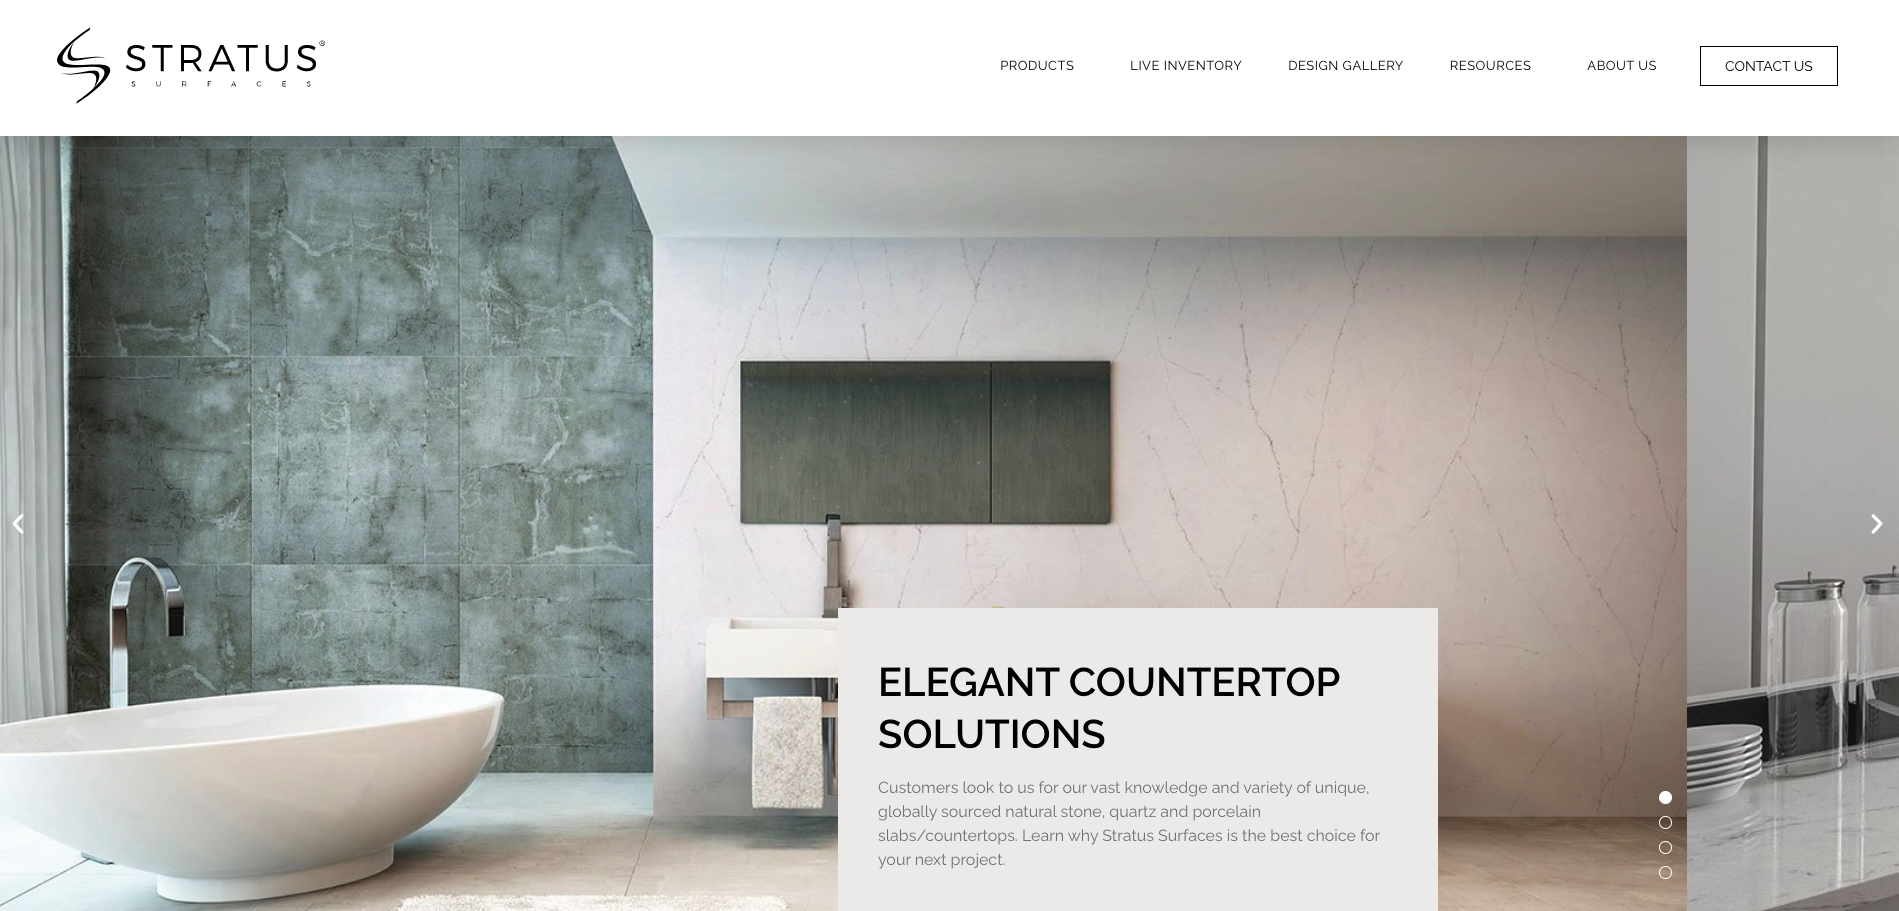 STRATUS®
SURFACES
PRODUCTS
LIVE INVENTORY
DESIGN GALLERY
RESOURCES
ABOUT US
CONTACT US
ELEGANT COUNTERTOP
SOLUTIONS
Customers look to us for our vast knowledge and variety of unique,
globally sourced natural stone, quartz and porcelain
slabs/countertops. Learn why Stratus Surfaces is the best choice for
your next project.